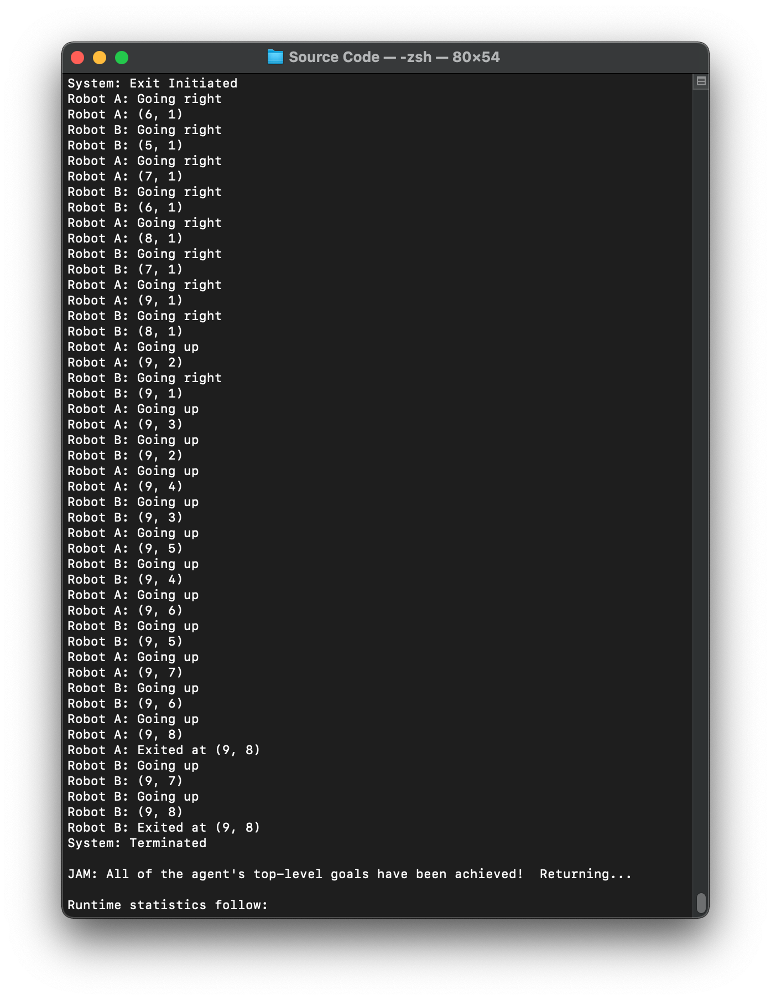 Source Code — -zsh — 80×54
System: Exit Initiated
Robot A: Going right
Robot A: (6, 1)
Robot B: Going right
Robot B: (5, 1)
Robot A: Going right
Robot A: (7, 1)
Robot B: Going right
Robot B: (6, 1)
Robot A: Going right
Robot A: (8, 1)
Robot B: Going right
Robot B: (7, 1)
Robot A: Going right
Robot A: (9, 1)
Robot B: Going right
Robot B: (8, 1)
Robot A: Going up
Robot A: (9, 2)
Robot B: Going right
Robot B: (9, 1)
Robot A: Going up
Robot A: (9, 3)
Robot B: Going up
Robot B: (9, 2)
Robot A: Going up
Robot A: (9, 4)
Robot B: Going up
Robot B: (9, 3)
Robot A: Going up
Robot A: (9, 5)
Robot B: Going up
Robot B: (9, 4)
Robot A: Going up
Robot A: (9, 6)
Robot B: Going up
Robot B: (9, 5)
Robot A: Going up
Robot A: (9, 7)
Robot B: Going up
Robot B: (9, 6)
Robot A: Going up
Robot A: (9, 8)
Robot A: Exited at (9, 8)
Robot B: Going up
Robot B: (9, 7)
Robot B: Going up
Robot B: (9, 8)
Robot B: Exited at (9, 8)
System: Terminated
JAM: All of the agent's top-level goals have been achieved!  Returning...
Runtime statistics follow: